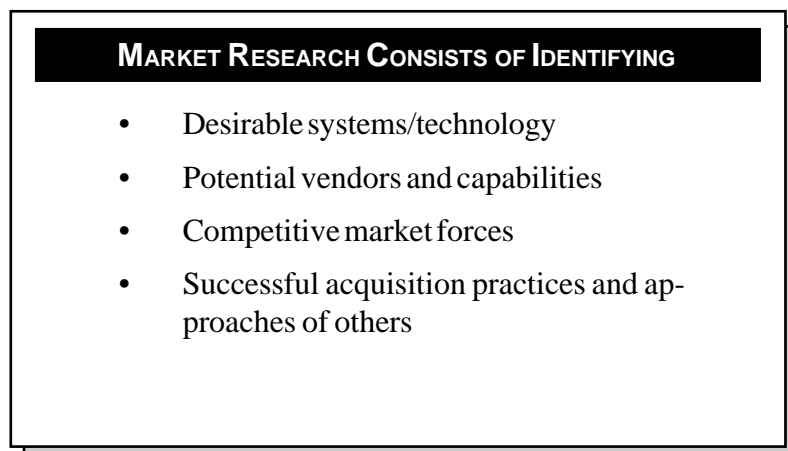 MARKET RESEARCH CONSISTS OF IDENTIFYING
• Desirable systems/technology
• Potential vendors and capabilities
• Competitive market forces
• Successful acquisition practices and ap-
proaches of others